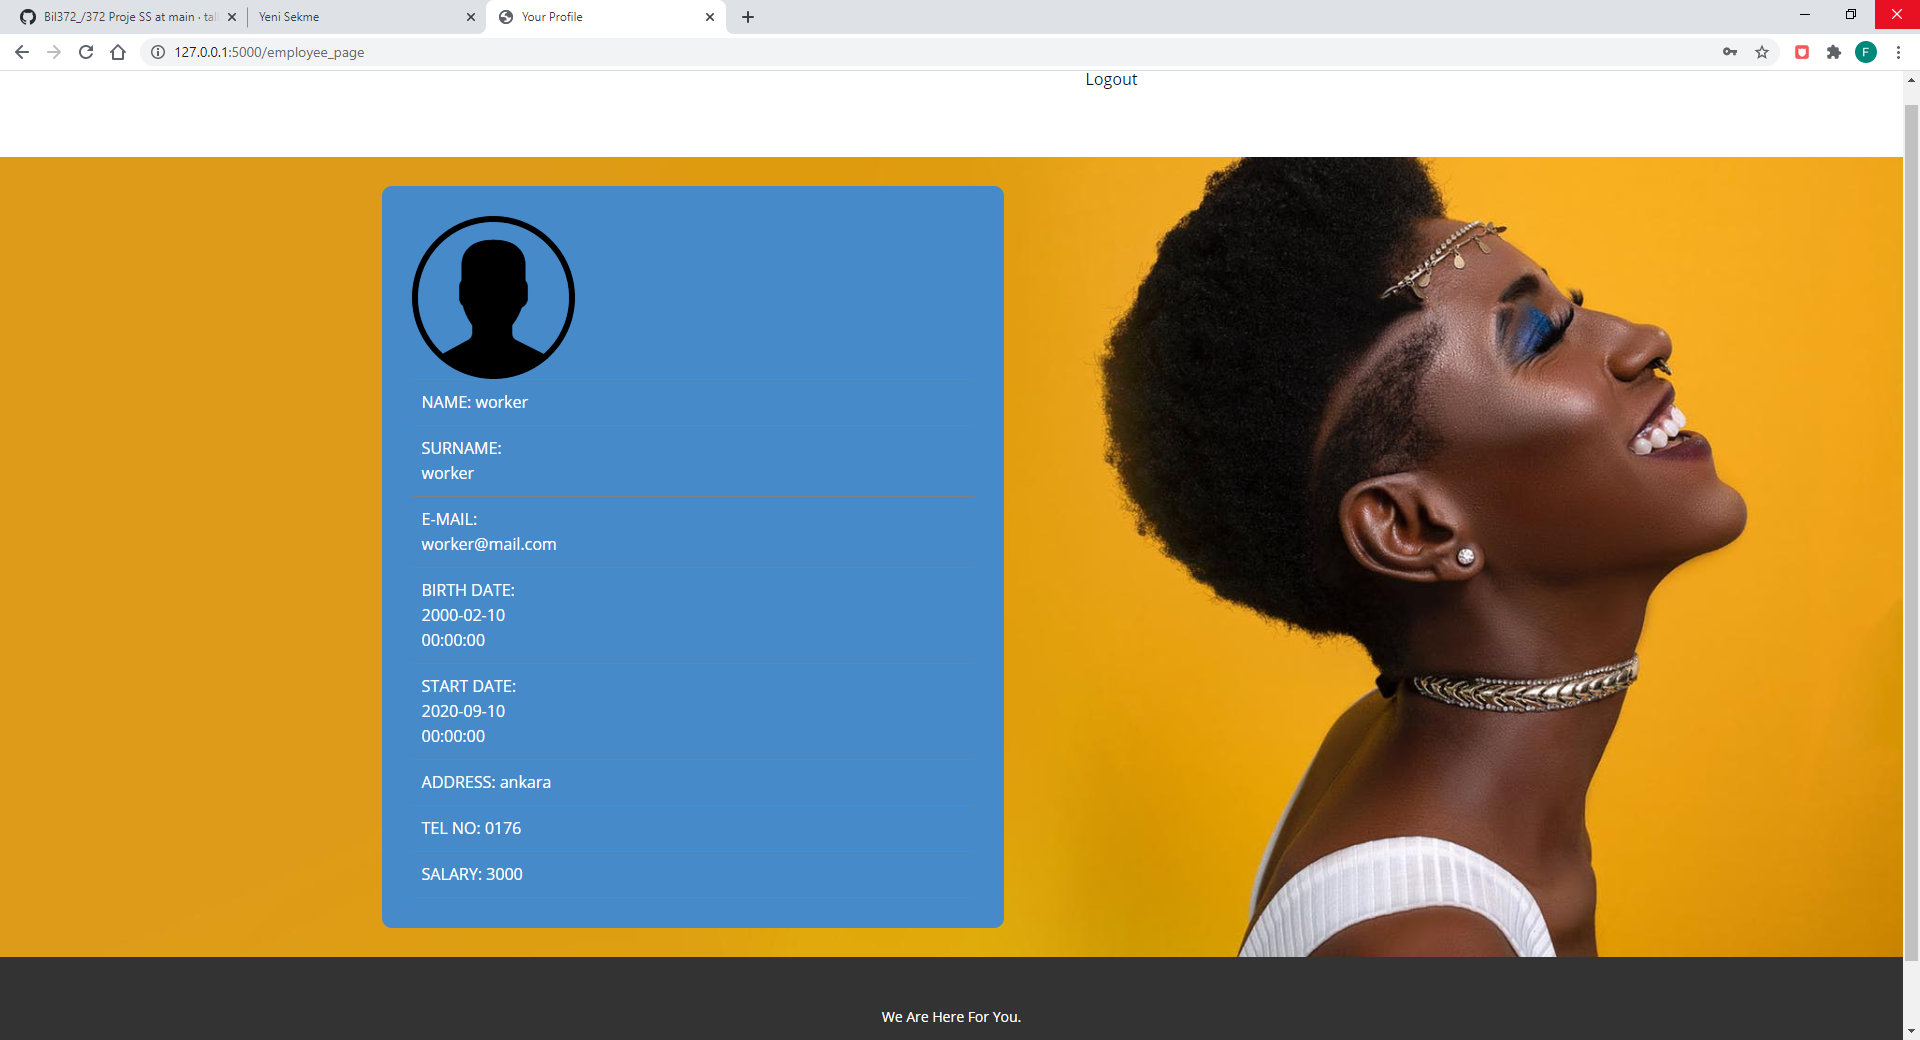 Bil372_/372 Proje SS at main · tal
Yeni Sekme
Your Profile
127.0.0.1:5000/employee_page
F
Logout
NAME: worker
SURNAME:
worker
E-MAIL:
worker@mail.com
BIRTH DATE:
2000-02-10
00:00:00
START DATE:
2020-09-10
00:00:00
ADDRESS: ankara
TEL NO: 0176
SALARY: 3000
We Are Here For You.